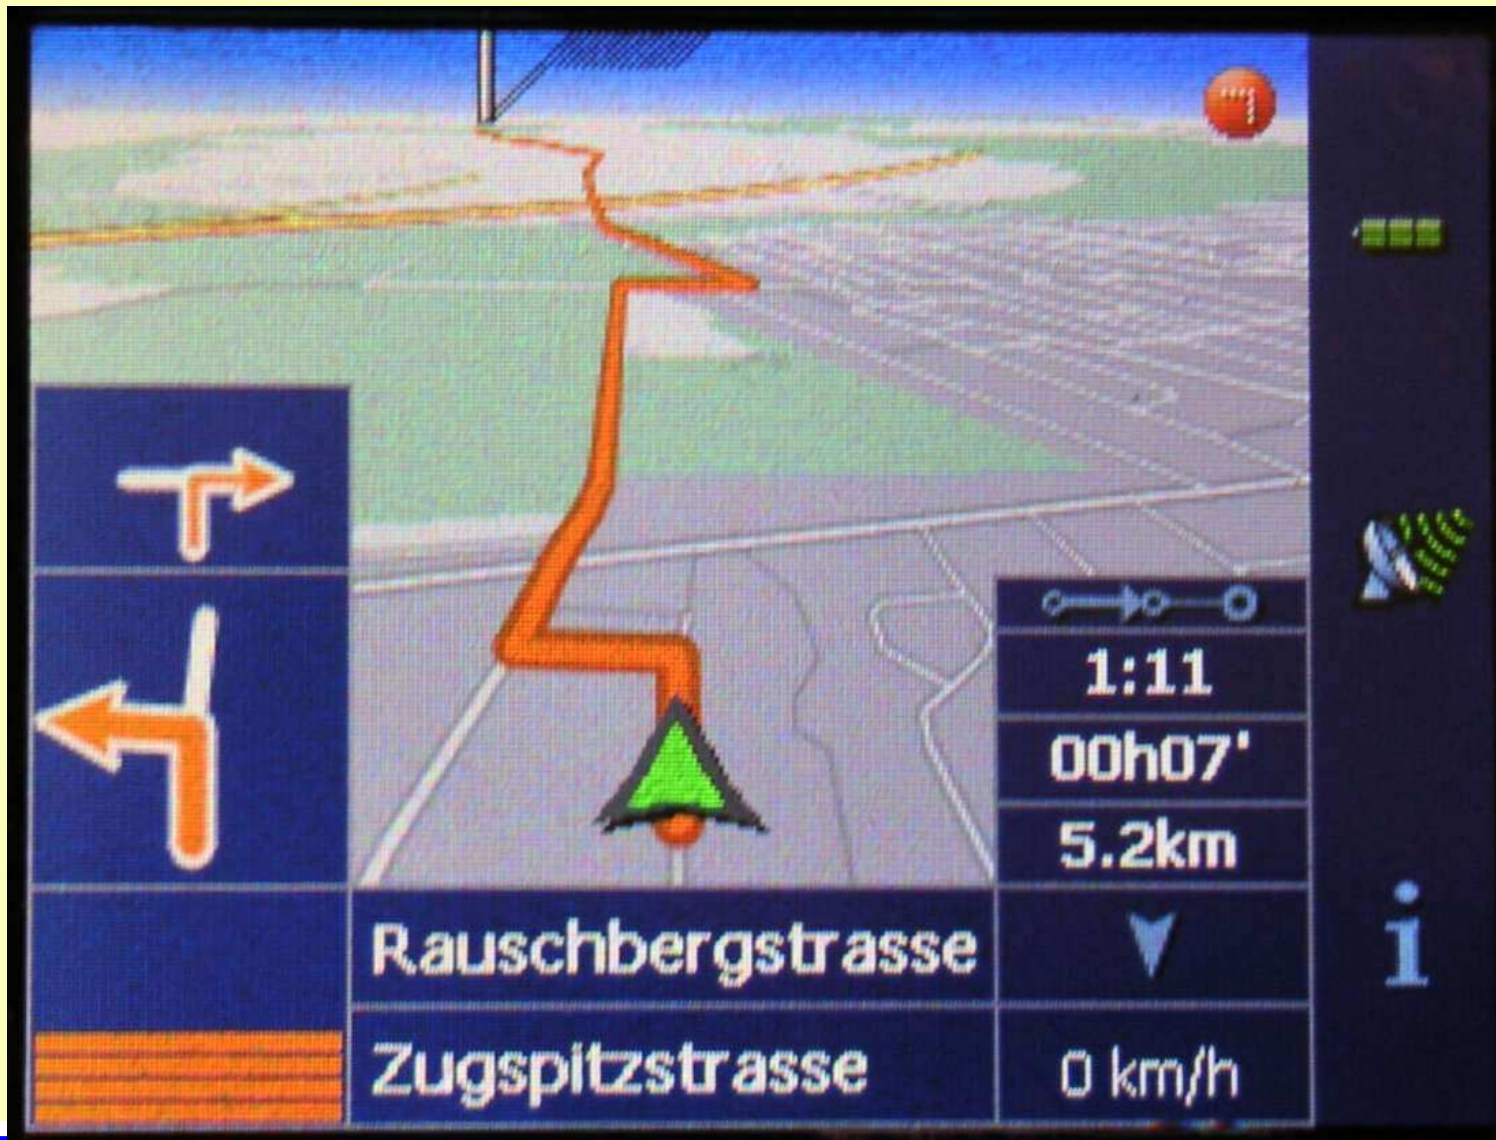 1:11
00h07'
5.2km
Rauschbergstrasse
Zugspitzstrasse
0 km/h
i